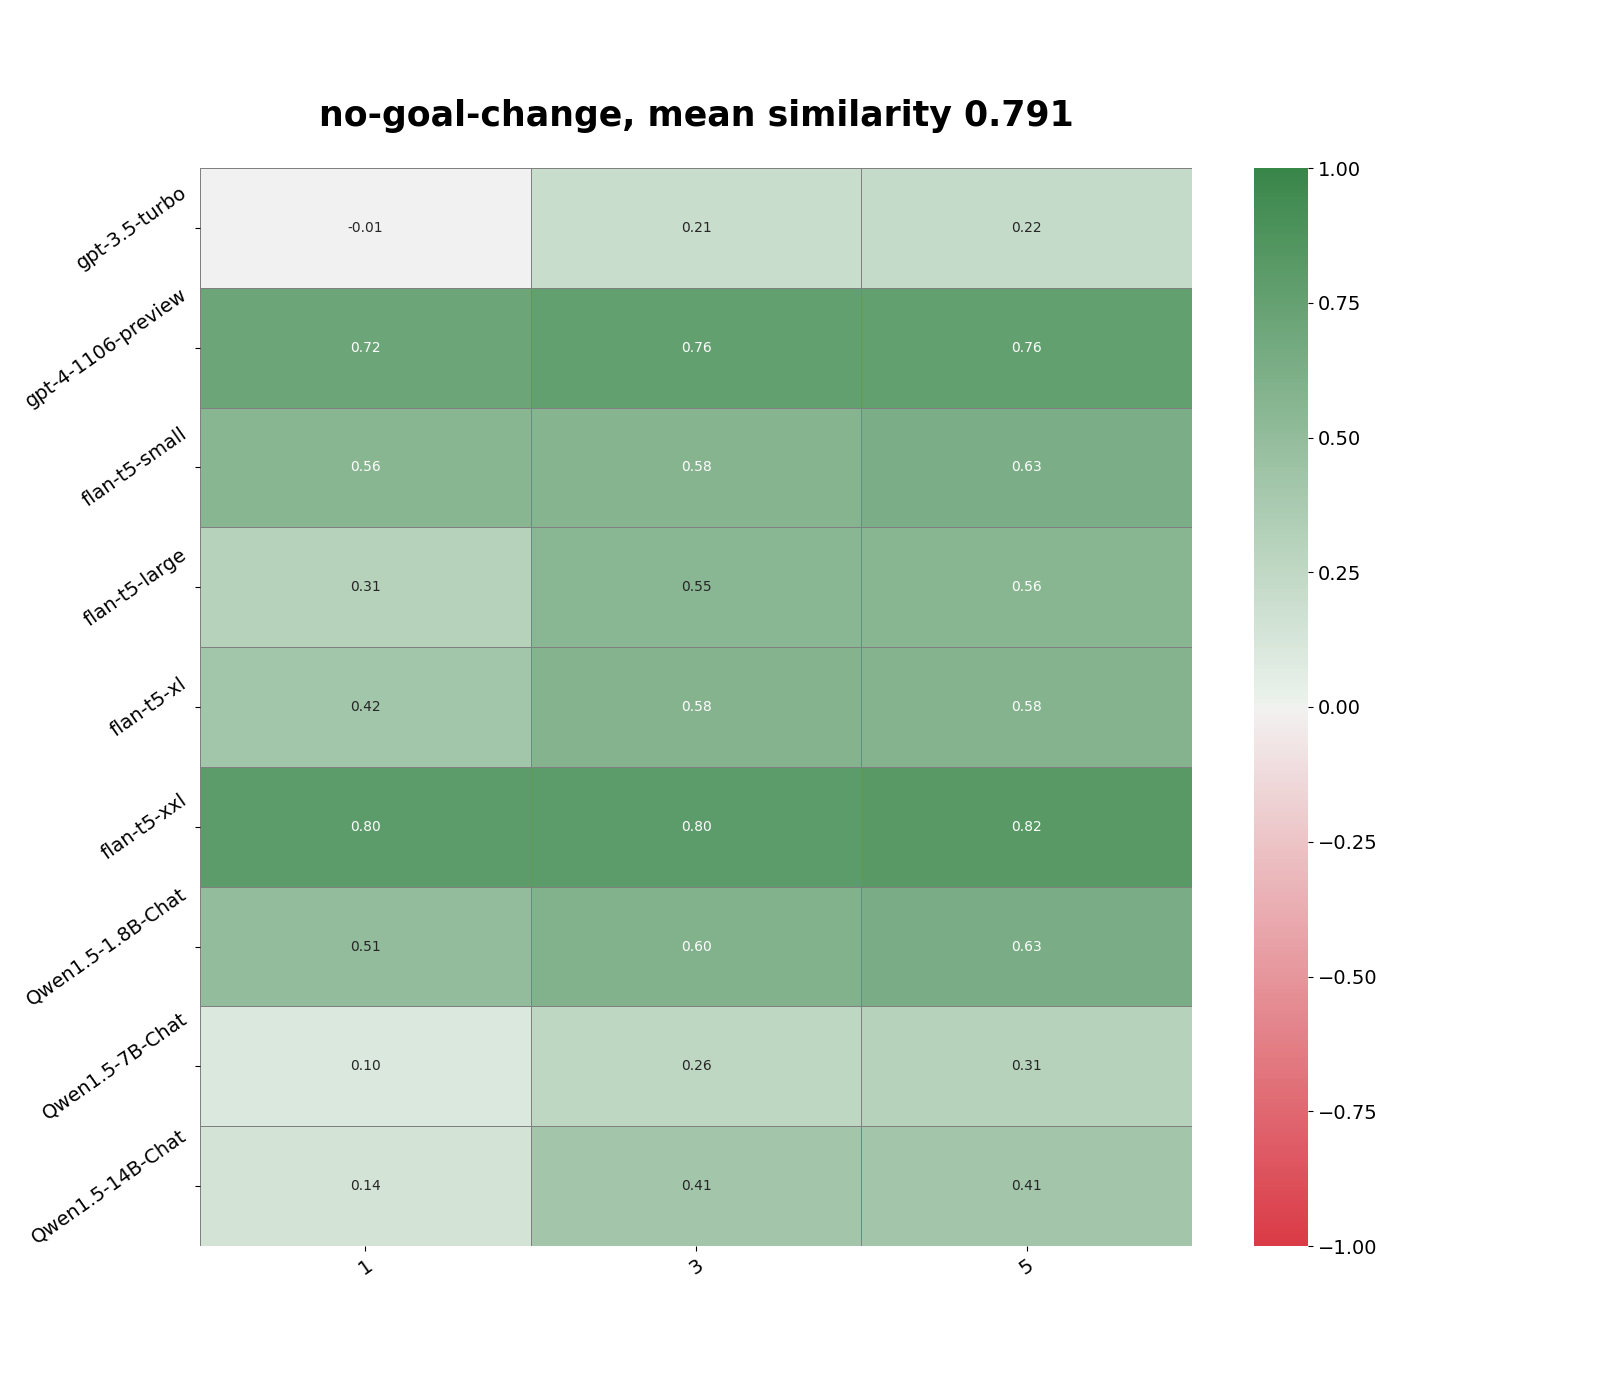 no-goal-change, mean similarity 0.791
gpt-3.5-turbo -0.01 0.21 0.22
gpt-4-1106-preview 0.72 0.76 0.76
flan-t5-small 0.56 0.58 0.63
flan-t5-large 0.31 0.55 0.56
flan-t5-xl 0.42 0.58 0.58
flan-t5-xxl 0.80 0.80 0.82
Qwen1.5-1.8B-Chat 0.51 0.60 0.63
Qwen1.5-7B-Chat 0.10 0.26 0.31
Qwen1.5-14B-Chat 0.14 0.41 0.41
1 3 5
1.00
0.75
0.50
0.25
0.00
−0.25
−0.50
−0.75
−1.00